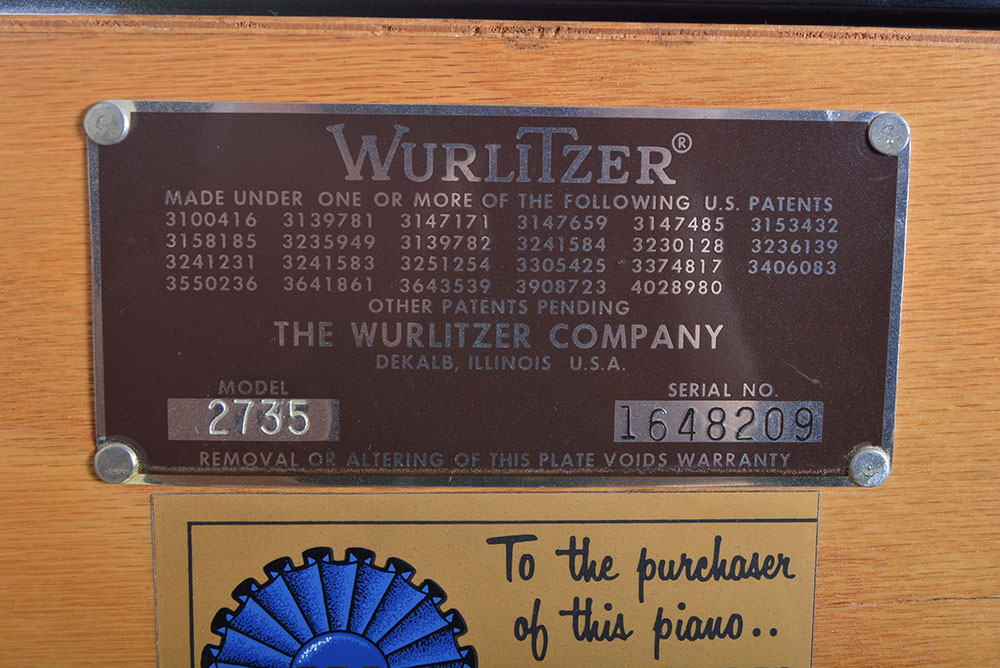 WURLITZER®
MADE UNDER ONE OR MORE OF THE FOLLOWING U.S. PATENTS
3100416 3139781 3147171 3147659 3147485 3153432
3158185 3235949 3139782 3241584 3230128 3236139
3241231 3241583 3251254 3305425 3374817 3406083
3550236 3641861 3643539 3908723 4028980
OTHER PATENTS PENDING
THE WURLITZER COMPANY
DEKALB, ILLINOIS U.S.A.
MODEL SERIAL NO.
2735 1648209
REMOVAL OR ALTERING OF THIS PLATE VOIDS WARRANTY
To the purchaser
of this piano..